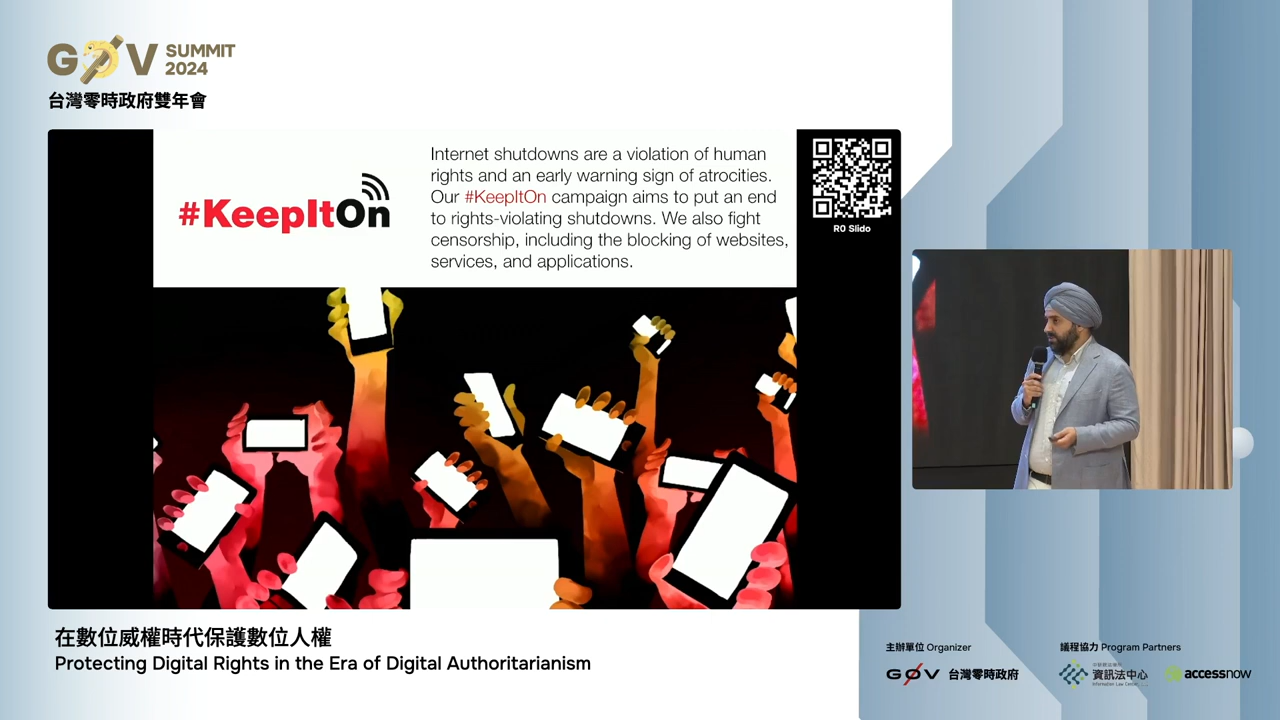 G0V SUMMIT 2024
台灣零時政府雙年會
#KeepItOn
Internet shutdowns are a violation of human
rights and an early warning sign of atrocities.
Our #KeepItOn campaign aims to put an end
to rights-violating shutdowns. We also fight
censorship, including the blocking of websites,
services, and applications.
R0 Slido
在數位威權時代保護數位人權
Protecting Digital Rights in the Era of Digital Authoritarianism
主辦單位 Organizer
G0V 台灣零時政府
議程協力 Program Partners
資訊法中心
Information Law Center
accessnow